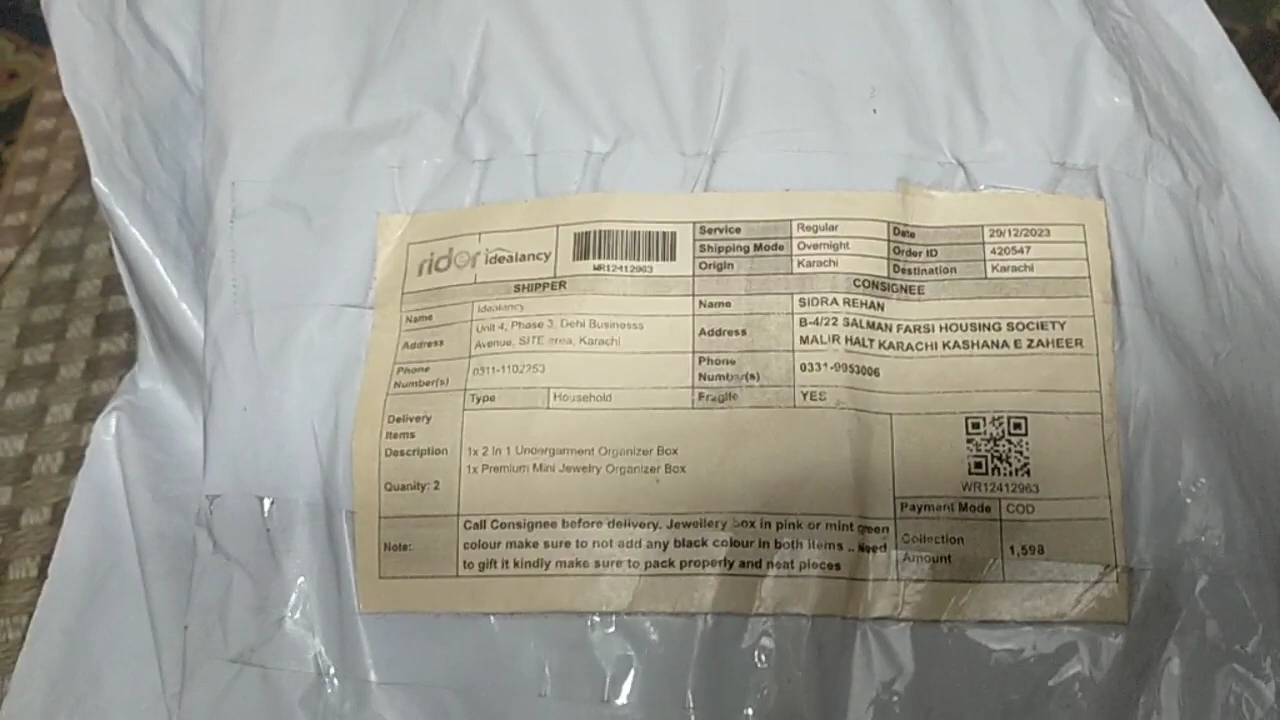 ridor idealancy
WR12412963
Service Regular Date 29/12/2023
Shipping Mode Overnight Order ID 420547
Origin Karachi Destination Karachi
SHIPPER CONSIGNEE
Name Idealancy Name SIDRA REHAN
Address Unit 4, Phase 3, Dehi Businesss
Avenue, SITE area, Karachi
Address B-4/22 SALMAN FARSI HOUSING SOCIETY
MALIR HALT KARACHI KASHANA E ZAHEER
Phone
Number(s) 0311-1102253
Phone
Number(s) 0331-9953006
Type Household Fragile YES
Delivery
Items
Description
Quanity: 2
1x 2 In 1 Undergarment Organizer Box
1x Premium Mini Jewelry Organizer Box
WR12412963
Payment Mode COD
Collection
Amount 1,598
Note:
Call Consignee before delivery. Jewellery box in pink or mint green
colour make sure to not add any black colour in both items .. Need
to gift it kindly make sure to pack properly and neat pieces